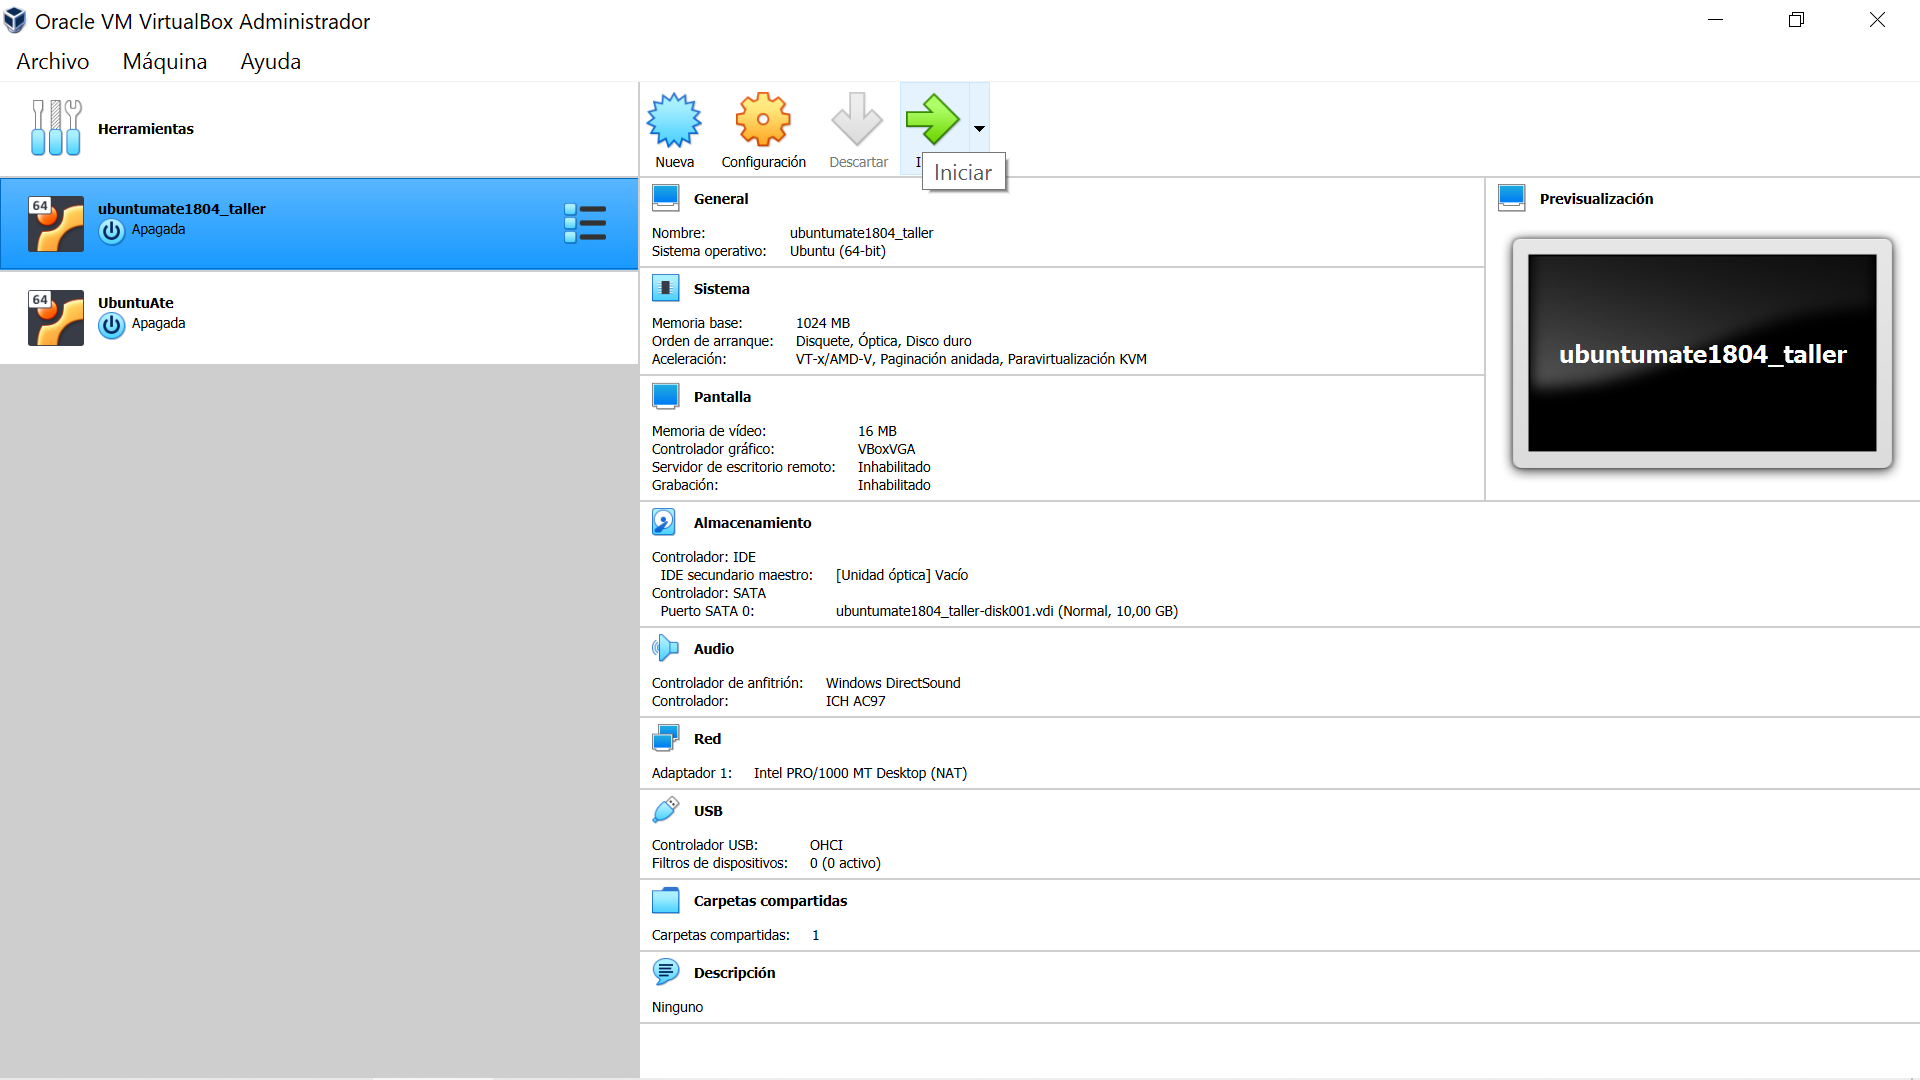 Oracle VM VirtualBox Administrador
Archivo Máquina Ayuda
Herramientas
Nueva Configuración Descartar
Iniciar
64
ubuntumate1804_taller
Apagada
64
UbuntuAte
Apagada
General
Nombre: ubuntumate1804_taller
Sistema operativo: Ubuntu (64-bit)
Sistema
Memoria base: 1024 MB
Orden de arranque: Disquete, Óptica, Disco duro
Aceleración: VT-x/AMD-V, Paginación anidada, Paravirtualización KVM
Pantalla
Memoria de vídeo: 16 MB
Controlador gráfico: VBoxVGA
Servidor de escritorio remoto: Inhabilitado
Grabación: Inhabilitado
Previsualización
ubuntumate1804_taller
Almacenamiento
Controlador: IDE
IDE secundario maestro: [Unidad óptica] Vacío
Controlador: SATA
Puerto SATA 0: ubuntumate1804_taller-disk001.vdi (Normal, 10,00 GB)
Audio
Controlador de anfitrión: Windows DirectSound
Controlador: ICH AC97
Red
Adaptador 1: Intel PRO/1000 MT Desktop (NAT)
USB
Controlador USB: OHCI
Filtros de dispositivos: 0 (0 activo)
Carpetas compartidas
Carpetas compartidas: 1
Descripción
Ninguno